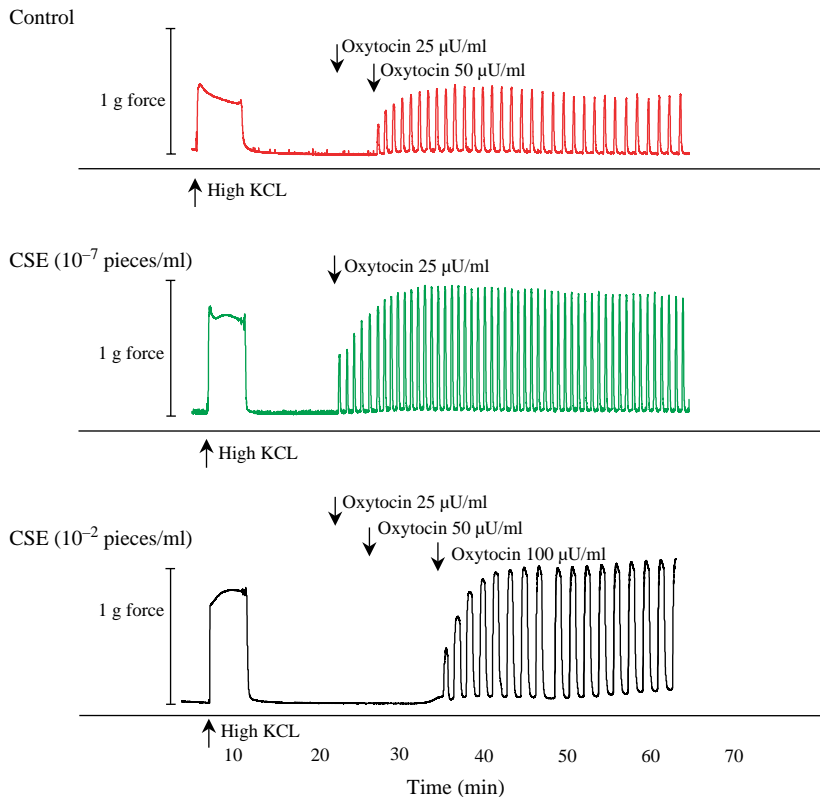 Control
Oxytocin 25 µU/ml
Oxytocin 50 µU/ml
1 g force
High KCL
CSE (10⁻⁷ pieces/ml)
Oxytocin 25 µU/ml
1 g force
High KCL
Oxytocin 25 µU/ml
Oxytocin 50 µU/ml
CSE (10⁻² pieces/ml)
Oxytocin 100 µU/ml
1 g force
High KCL
10 20 30 40 50 60 70
Time (min)